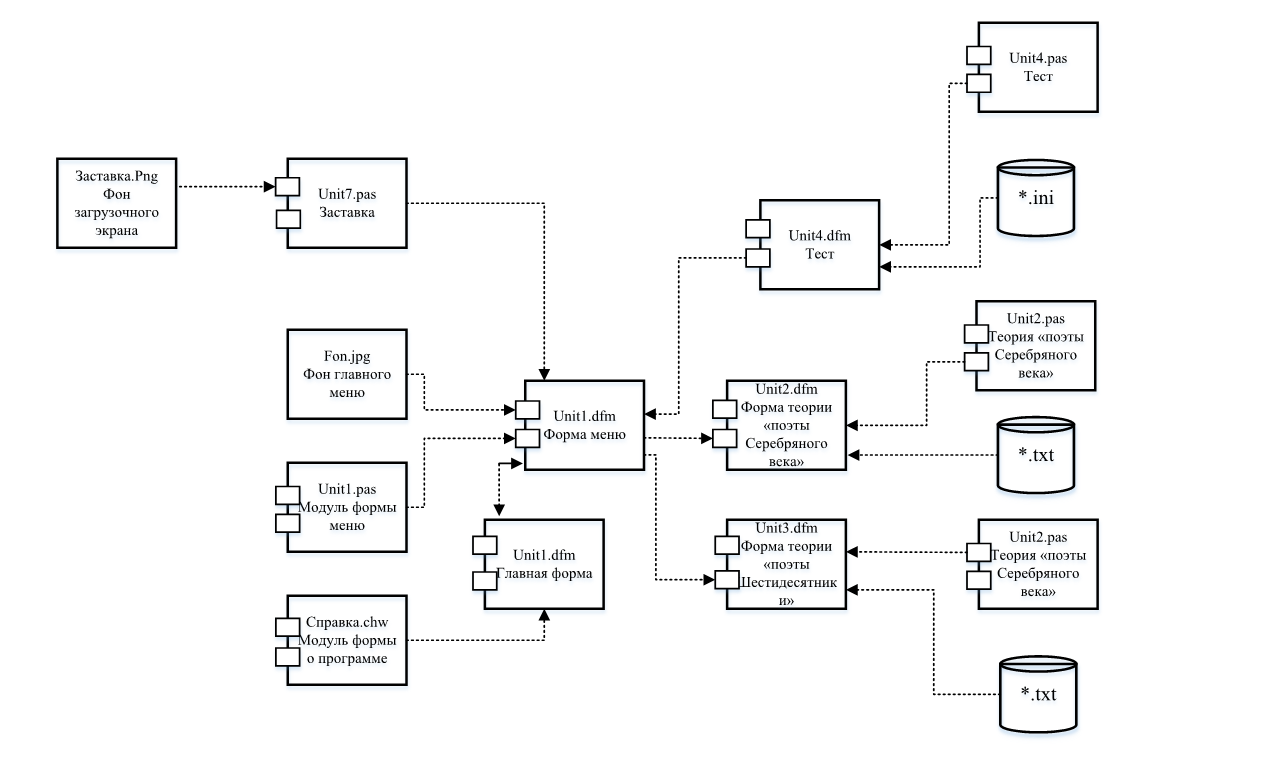 Unit4.pas
Тест
Заставка.Png
Фон
загрузочного
экрана
Unit7.pas
Заставка
*.ini
Unit4.dfm
Тест
Unit2.pas
Теория «поэты
Серебряного
века»
Fon.jpg
Фон главного
меню
Unit1.dfm
Форма меню
Unit2.dfm
Форма теории
«поэты
Серебряного
века»
*.txt
Unit1.pas
Модуль формы
меню
Unit1.dfm
Главная форма
Unit3.dfm
Форма теории
«поэты
Шестидесятник
и»
Unit2.pas
Теория «поэты
Серебряного
века»
Справка.chw
Модуль формы
о программе
*.txt